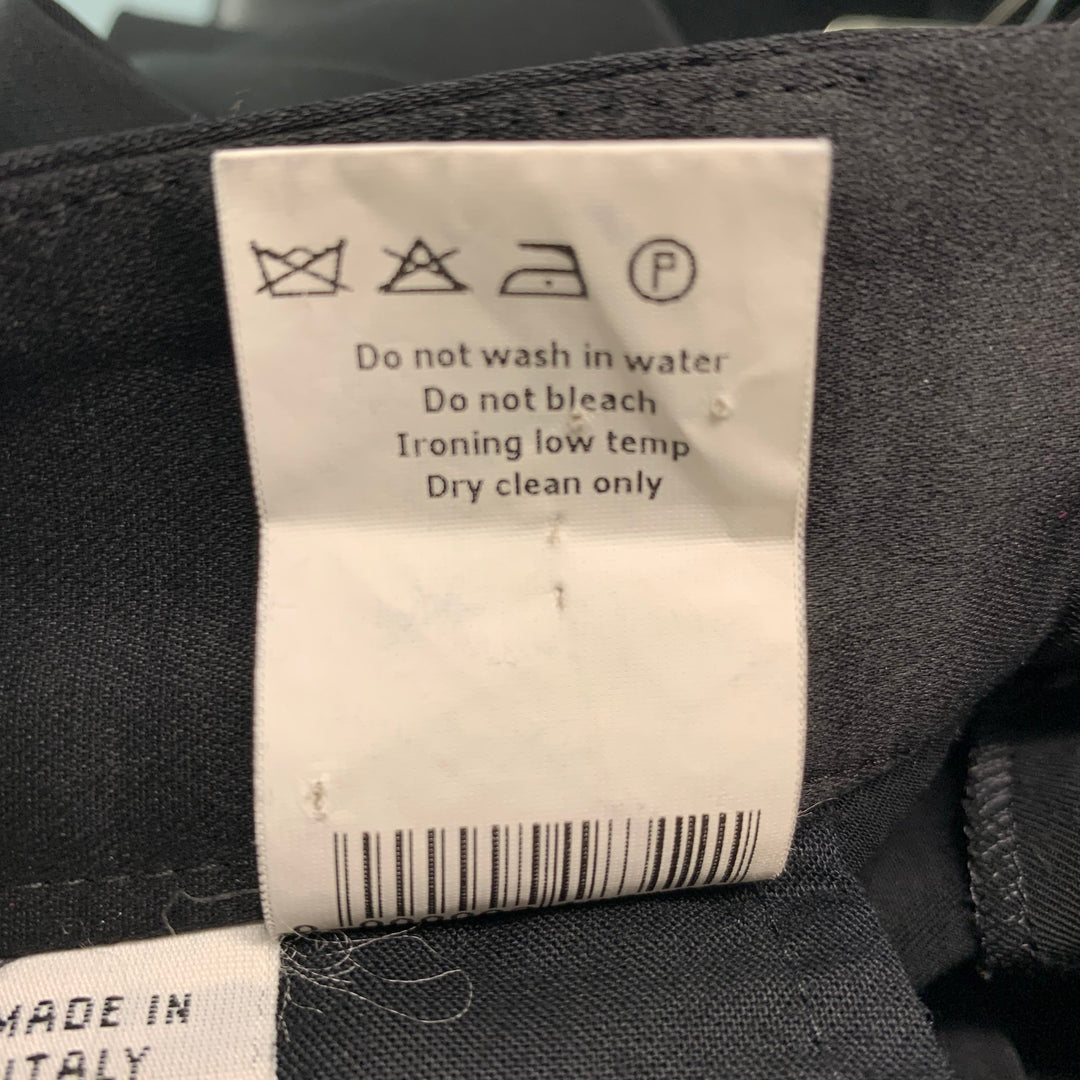 P
Do not wash in water
Do not bleach
Ironing low temp
Dry clean only
MADE IN
ITALY